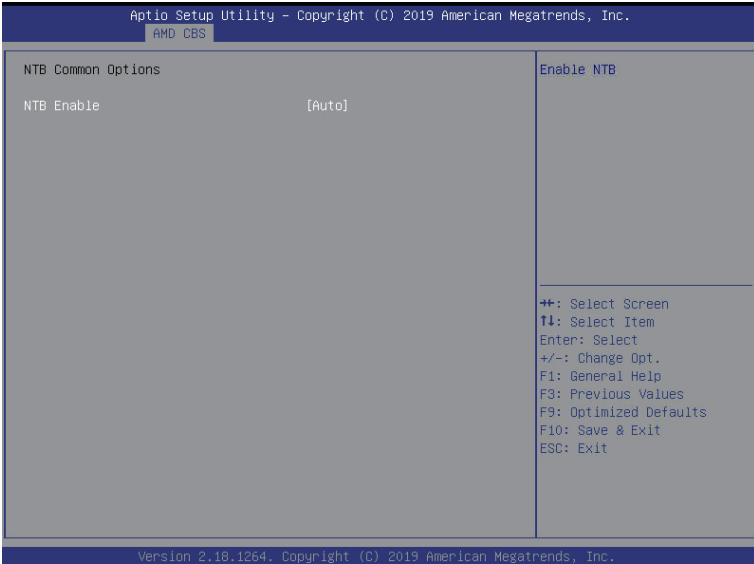 Aptio Setup Utility – Copyright (C) 2019 American Megatrends, Inc.
AMD CBS
NTB Common Options
NTB Enable [Auto]
Enable NTB
→←: Select Screen
↑↓: Select Item
Enter: Select
+/-: Change Opt.
F1: General Help
F3: Previous Values
F9: Optimized Defaults
F10: Save & Exit
ESC: Exit
Version 2.18.1264. Copyright (C) 2019 American Megatrends, Inc.